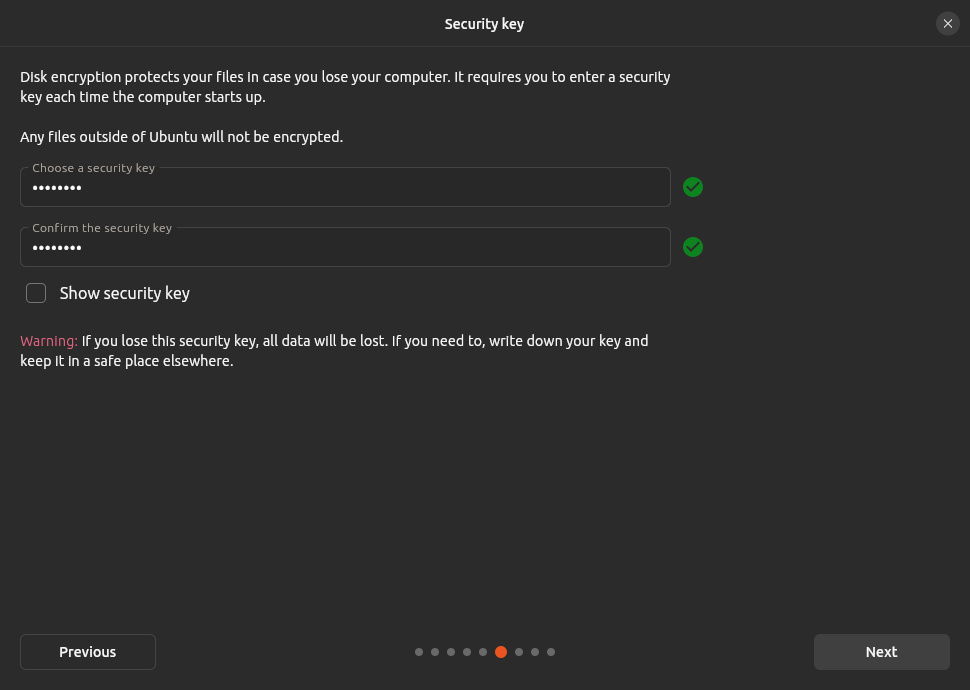 Security key
Disk encryption protects your files in case you lose your computer. It requires you to enter a security
key each time the computer starts up.
Any files outside of Ubuntu will not be encrypted.
Choose a security key
••••••••
Confirm the security key
••••••••
Show security key
Warning: If you lose this security key, all data will be lost. If you need to, write down your key and
keep it in a safe place elsewhere.
Previous
Next